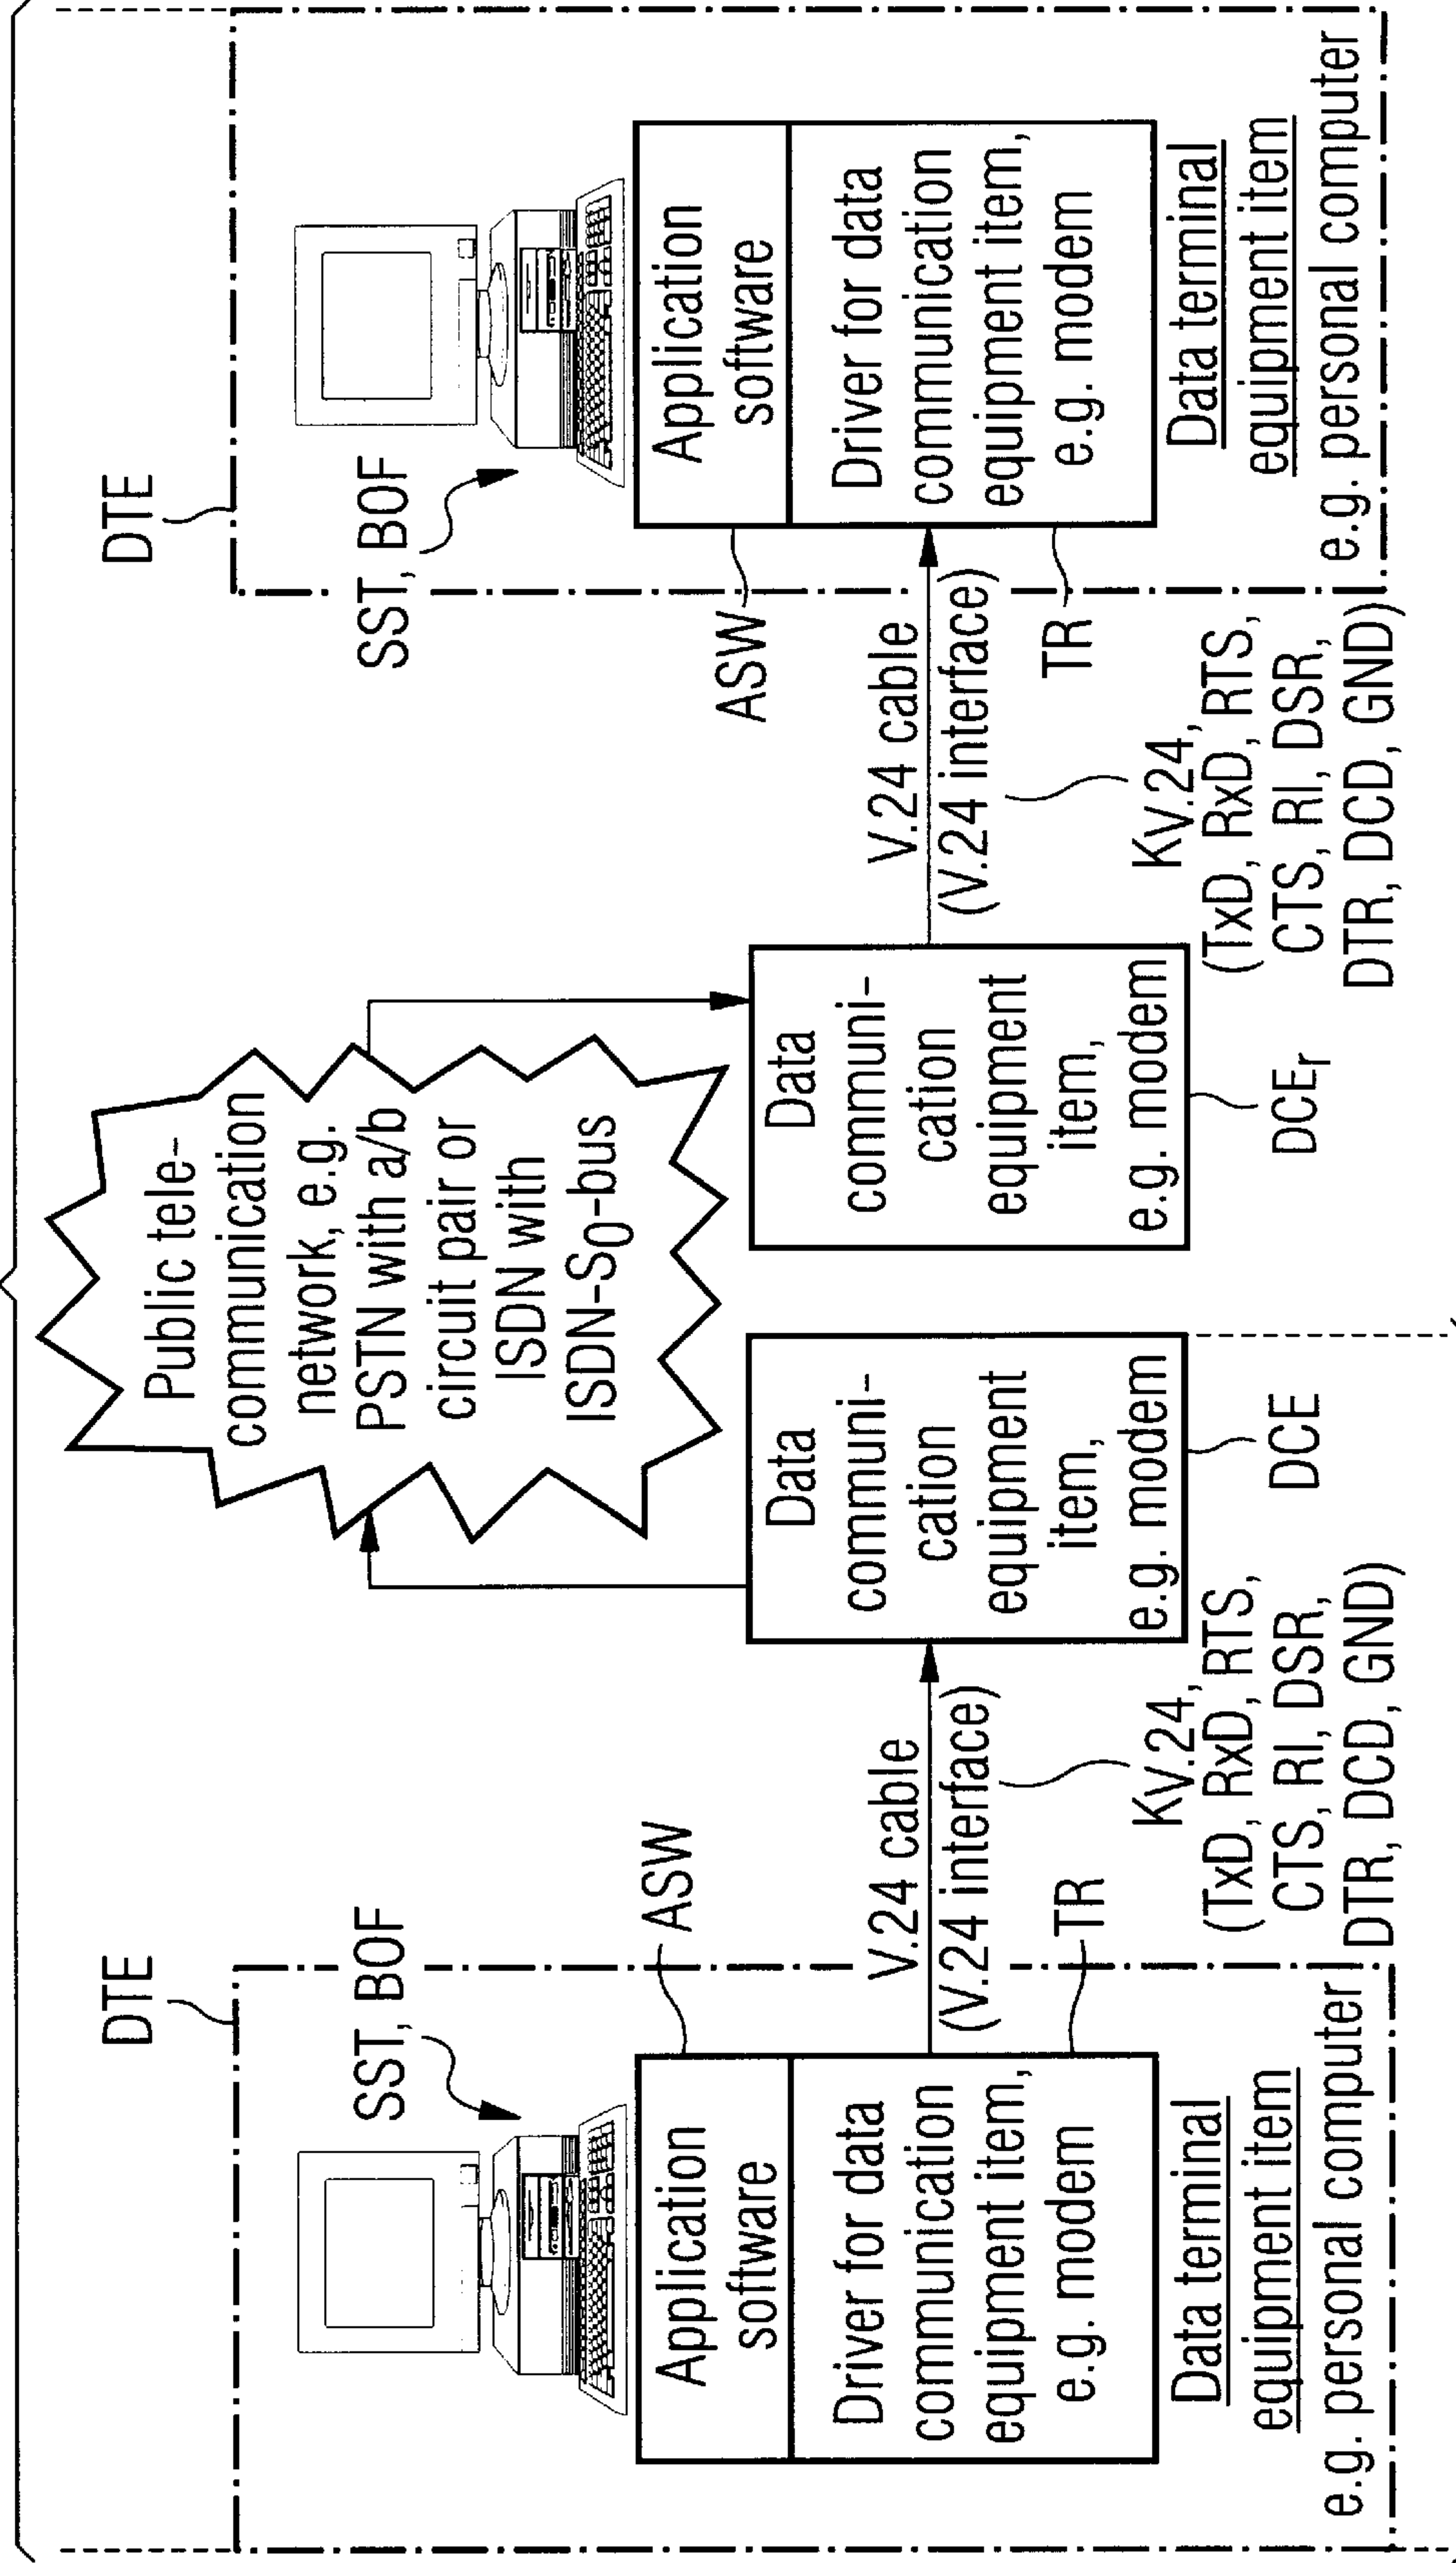 DTE
SST, BOF
Application
software
ASW
Driver for data
communication
equipment item,
e.g. modem
TR
Data terminal
equipment item
e.g. personal computer
V.24 cable
(V.24 interface)
KV.24,
(TxD, RxD, RTS,
CTS, RI, DSR,
DTR, DCD, GND)
Data
communi-
cation
equipment
item,
e.g. modem
DCE
Public tele-
communication
network, e.g.
PSTN with a/b
circuit pair or
ISDN with
ISDN-S0-bus
Data
communi-
cation
equipment
item,
e.g. modem
DCEr
V.24 cable
(V.24 interface)
KV.24,
(TxD, RxD, RTS,
CTS, RI, DSR,
DTR, DCD, GND)
DTE
SST, BOF
ASW
Application
software
Driver for data
communication
equipment item,
e.g. modem
TR
Data terminal
equipment item
e.g. personal computer